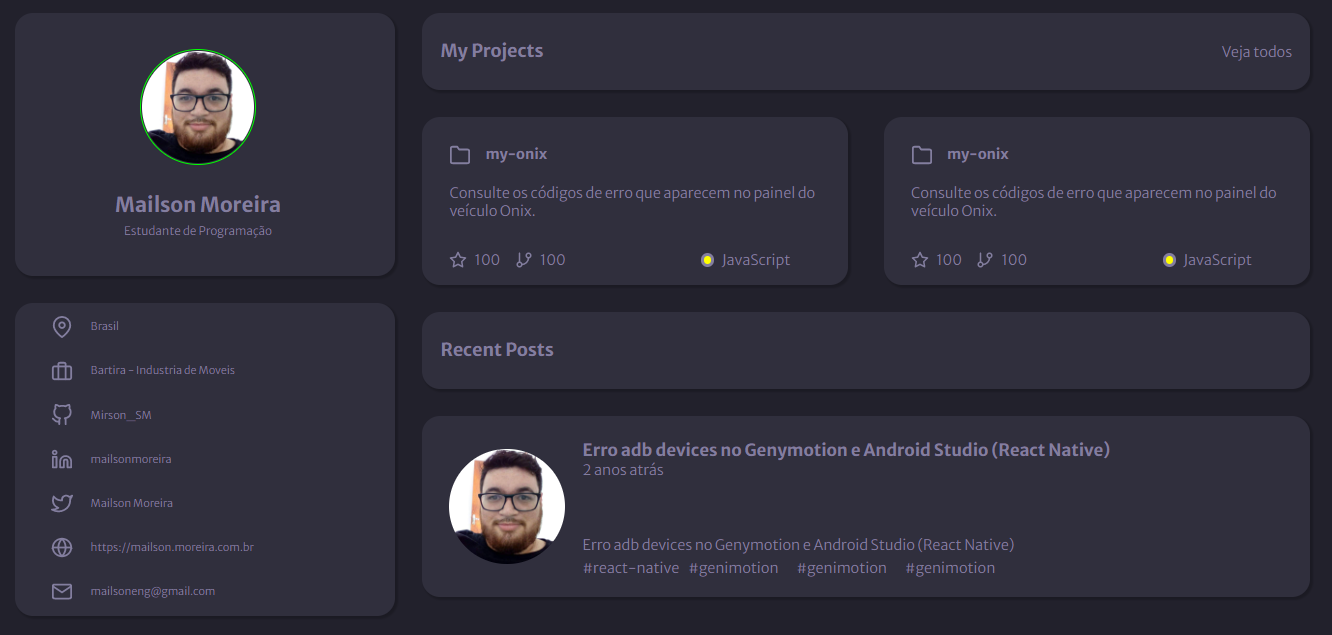 Mailson Moreira
Estudante de Programação
Brasil
Bartira - Industria de Moveis
Mirson_SM
mailsonmoreira
Mailson Moreira
https://mailson.moreira.com.br
mailsoneng@gmail.com
My Projects
Veja todos
my-onix
Consulte os códigos de erro que aparecem no painel do
veículo Onix.
100 100 JavaScript
my-onix
Consulte os códigos de erro que aparecem no painel do
veículo Onix.
100 100 JavaScript
Recent Posts
Erro adb devices no Genymotion e Android Studio (React Native)
2 anos atrás
Erro adb devices no Genymotion e Android Studio (React Native)
#react-native #genimotion #genimotion #genimotion